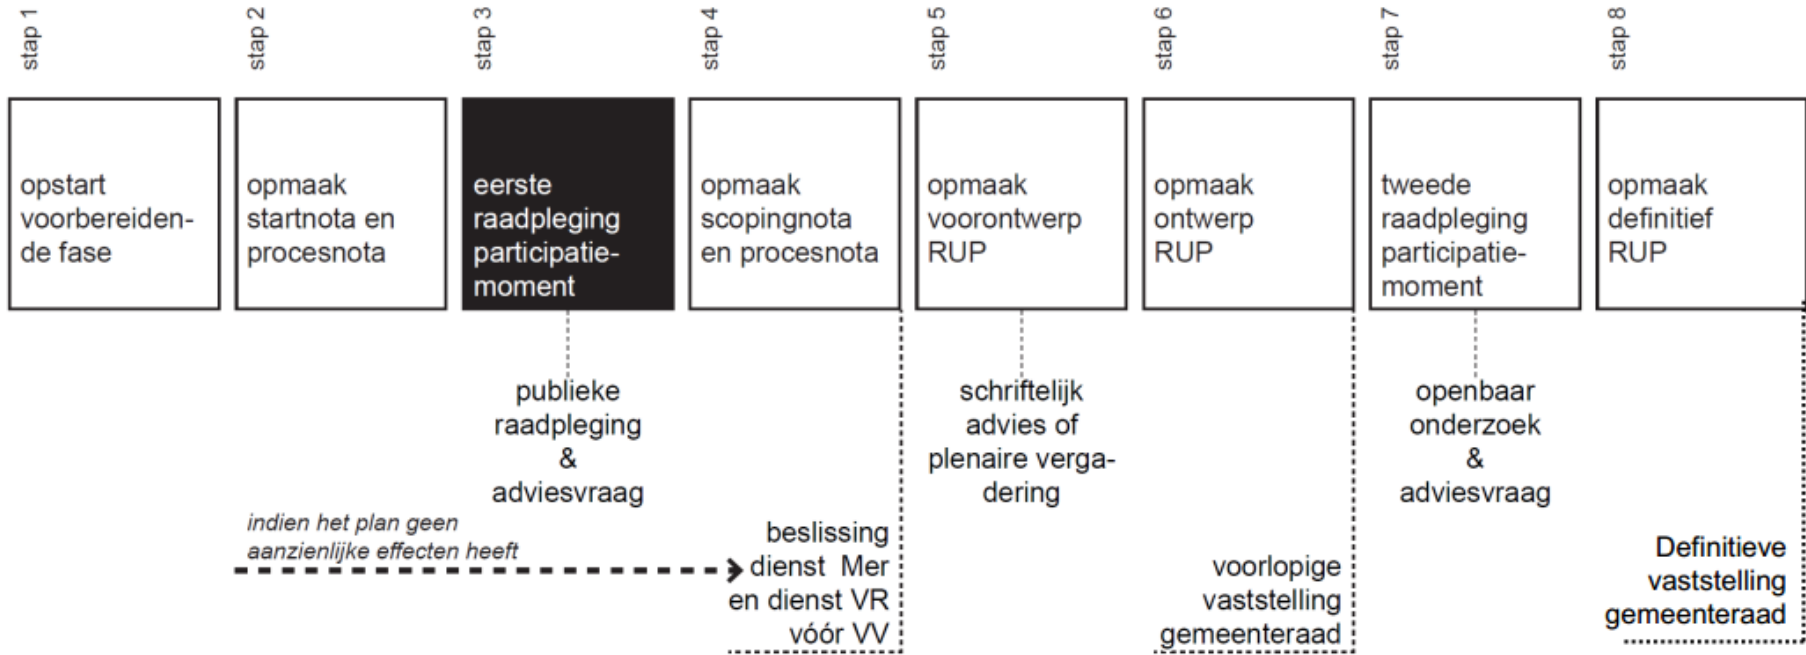 stap 1
stap 2
stap 3
stap 4
stap 5
stap 6
stap 7
stap 8
opstart
voorbereiden-
de fase
opmaak
startnota en
procesnota
eerste
raadpleging
participatie-
moment
opmaak
scopingnota
en procesnota
opmaak
voorontwerp
RUP
opmaak
ontwerp
RUP
tweede
raadpleging
participatie-
moment
opmaak
definitief
RUP
publieke
raadpleging
&
adviesvraag
schriftelijk
advies of
plenaire verga-
dering
openbaar
onderzoek
&
adviesvraag
indien het plan geen
aanzienlijke effecten heeft
beslissing
dienst Mer
en dienst VR
vóór VV
voorlopige
vaststelling
gemeenteraad
Definitieve
vaststelling
gemeenteraad